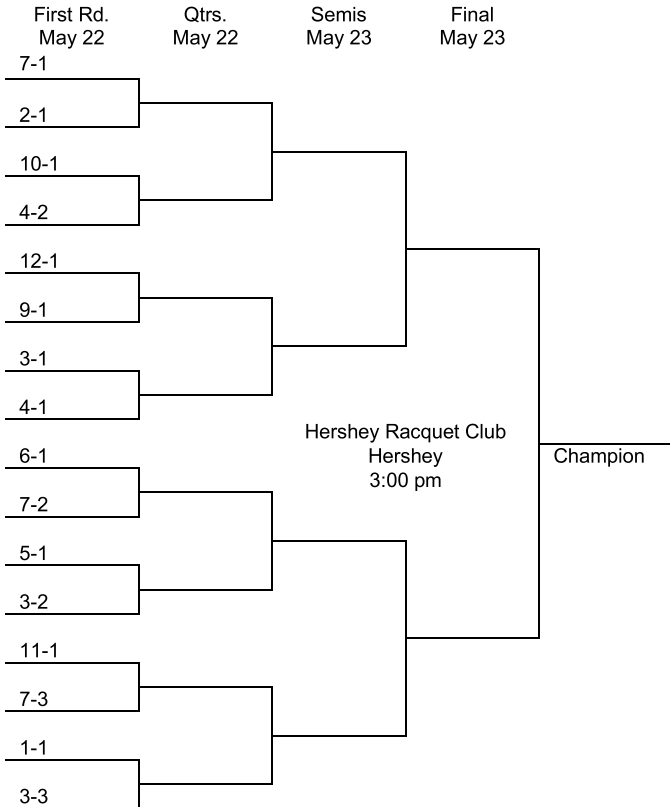 First Rd. Qtrs. Semis Final
May 22 May 22 May 23 May 23
7-1
2-1
10-1
4-2
12-1
9-1
3-1
4-1
Hershey Racquet Club
Hershey
3:00 pm
Champion
6-1
7-2
5-1
3-2
11-1
7-3
1-1
3-3